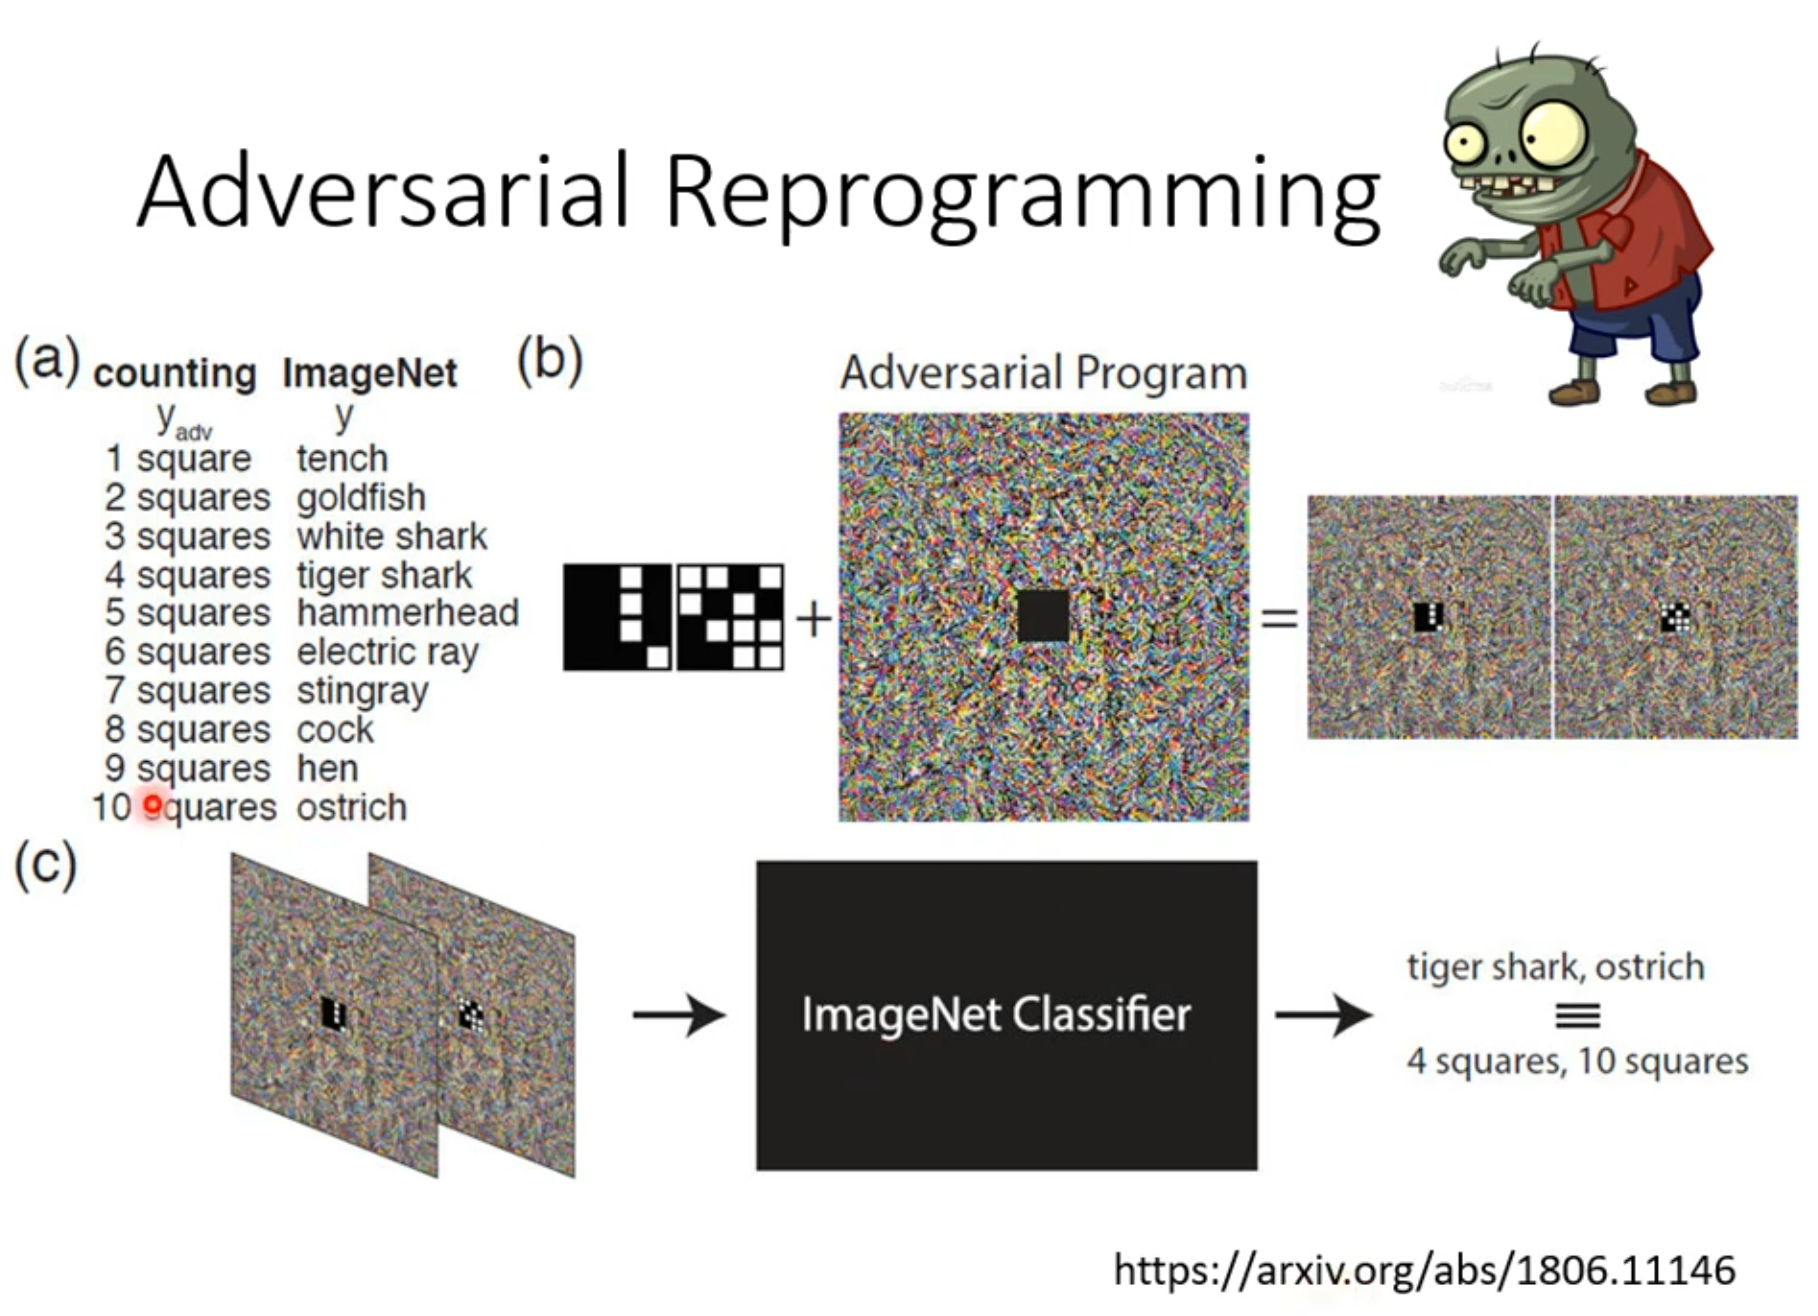 Adversarial Reprogramming
(a) counting ImageNet
y_adv y
1 square tench
2 squares goldfish
3 squares white shark
4 squares tiger shark
5 squares hammerhead
6 squares electric ray
7 squares stingray
8 squares cock
9 squares hen
10 squares ostrich
(b)
Adversarial Program
+
=
(c)
ImageNet Classifier
tiger shark, ostrich
≡
4 squares, 10 squares
https://arxiv.org/abs/1806.11146